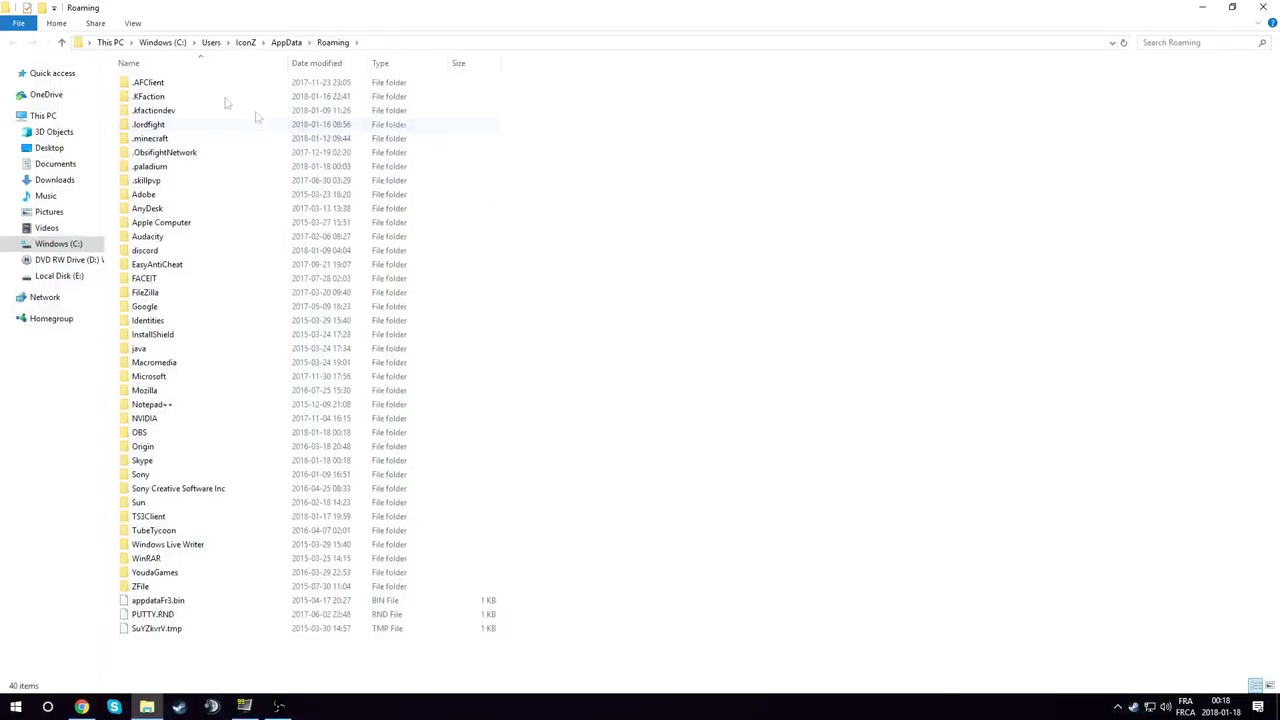 Roaming
File Home Share View
This PC Windows (C:) Users IconZ AppData Roaming
Search Roaming
Name Date modified Type Size
Quick access
OneDrive
This PC
3D Objects
Desktop
Documents
Downloads
Music
Pictures
Videos
Windows (C:)
DVD RW Drive (D:)
Local Disk (E:)
Network
Homegroup
.AFClient 2017-11-23 23:05 File folder
.KFaction 2018-01-16 22:41 File folder
.kfactiondev 2018-01-09 11:26 File folder
.lordfight 2018-01-16 08:56 File folder
.minecraft 2018-01-12 09:44 File folder
.ObsifightNetwork 2017-12-19 02:20 File folder
.paladium 2018-01-18 00:03 File folder
.skillpvp 2017-06-30 03:29 File folder
Adobe 2015-03-23 18:20 File folder
AnyDesk 2017-03-13 13:38 File folder
Apple Computer 2015-03-27 15:51 File folder
Audacity 2017-02-06 08:27 File folder
discord 2018-01-09 04:04 File folder
EasyAntiCheat 2017-09-21 19:07 File folder
FACEIT 2017-07-28 02:03 File folder
FileZilla 2017-03-20 09:40 File folder
Google 2017-05-09 18:23 File folder
Identities 2015-03-29 15:40 File folder
InstallShield 2015-03-24 17:28 File folder
java 2015-03-24 17:34 File folder
Macromedia 2015-03-24 19:01 File folder
Microsoft 2017-11-30 17:56 File folder
Mozilla 2016-07-25 15:30 File folder
Notepad++ 2015-12-09 21:08 File folder
NVIDIA 2017-11-04 16:15 File folder
OBS 2018-01-18 00:18 File folder
Origin 2016-03-18 20:48 File folder
Skype 2018-01-18 00:18 File folder
Sony 2016-01-09 16:51 File folder
Sony Creative Software Inc 2016-04-25 08:33 File folder
Sun 2016-02-18 14:23 File folder
TS3Client 2018-01-17 19:59 File folder
TubeTycoon 2016-04-07 02:01 File folder
Windows Live Writer 2015-03-29 15:40 File folder
WinRAR 2015-03-25 14:15 File folder
YoudaGames 2016-03-29 22:53 File folder
ZFile 2015-07-30 11:04 File folder
appdataFr3.bin 2015-04-17 20:27 BIN File 1 KB
PUTTY.RND 2017-06-02 22:48 RND File 1 KB
SuYZkvrV.tmp 2015-03-30 14:57 TMP File 1 KB
40 items
FRA
FRCA
00:18
2018-01-18